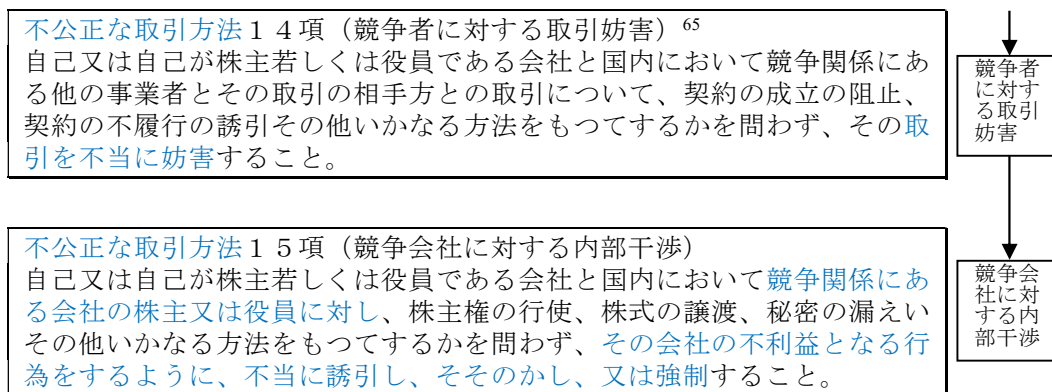 不公正な取引方法１４項（競争者に対する取引妨害）65
自己又は自己が株主若しくは役員である会社と国内において競争関係にあ
る他の事業者とその取引の相手方との取引について、契約の成立の阻止、
契約の不履行の誘引その他いかなる方法をもつてするかを問わず、その取
引を不当に妨害すること。
競争者
に対す
る取引
妨害
不公正な取引方法１５項（競争会社に対する内部干渉）
自己又は自己が株主若しくは役員である会社と国内において競争関係にあ
る会社の株主又は役員に対し、株主権の行使、株式の譲渡、秘密の漏えい
その他いかなる方法をもつてするかを問わず、その会社の不利益となる行
為をするように、不当に誘引し、そそのかし、又は強制すること。
競争会
社に対
する内
部干渉